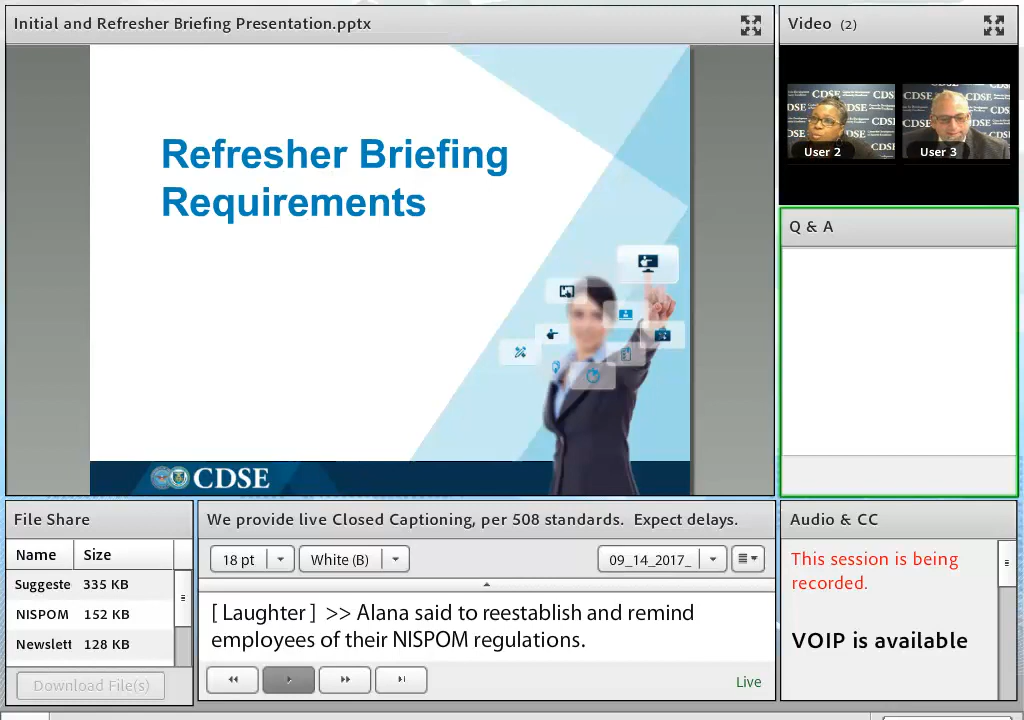 Initial and Refresher Briefing Presentation.pptx
Refresher Briefing
Requirements
CDSE
Video (2)
User 2
User 3
Q & A
File Share
Name Size
Suggeste 335 KB
NISPOM 152 KB
Newslett 128 KB
Download File(s)
We provide live Closed Captioning, per 508 standards. Expect delays.
18 pt White (B) 09_14_2017_
[ Laughter ] >> Alana said to reestablish and remind
employees of their NISPOM regulations.
Live
Audio & CC
This session is being
recorded.
VOIP is available